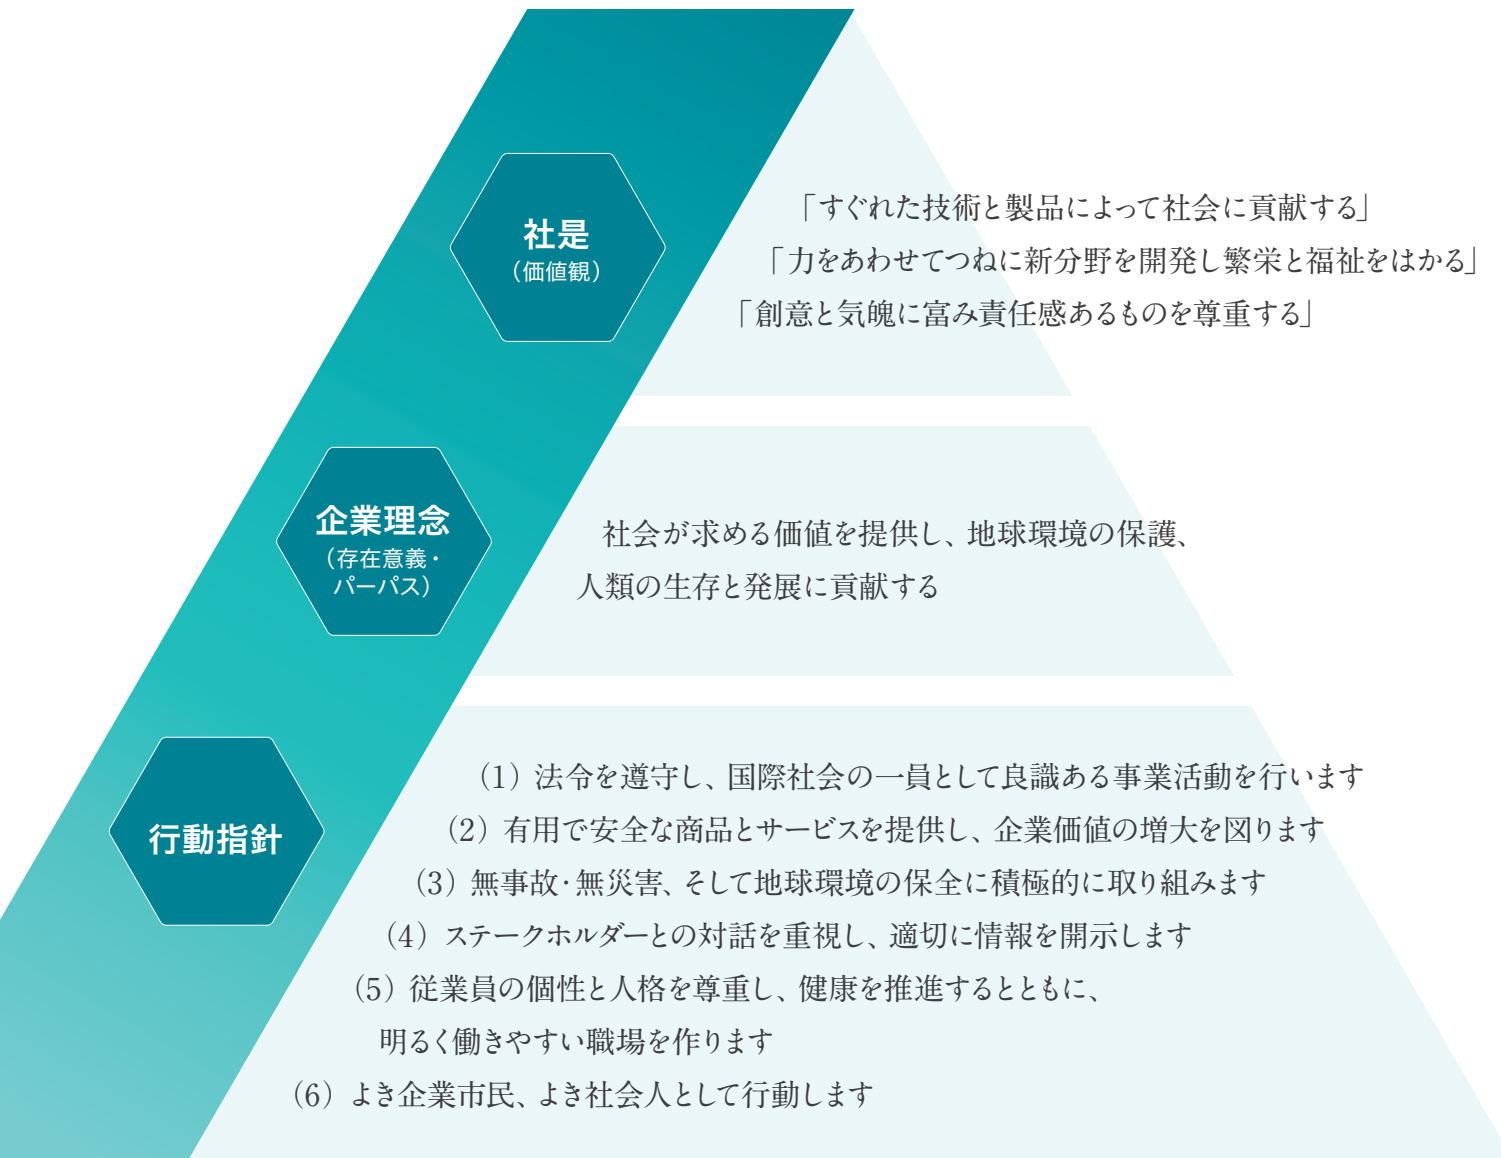 社是
（価値観）
「すぐれた技術と製品によって社会に貢献する」
「力をあわせてつねに新分野を開発し繁栄と福祉をはかる」
「創意と気魄に富み責任感あるものを尊重する」
企業理念
（存在意義・
パーパス）
社会が求める価値を提供し、地球環境の保護、
人類の生存と発展に貢献する
行動指針
（1）法令を遵守し、国際社会の一員として良識ある事業活動を行います
（2）有用で安全な商品とサービスを提供し、企業価値の増大を図ります
（3）無事故・無災害、そして地球環境の保全に積極的に取り組みます
（4）ステークホルダーとの対話を重視し、適切に情報を開示します
（5）従業員の個性と人格を尊重し、健康を推進するとともに、
明るく働きやすい職場を作ります
（6）よき企業市民、よき社会人として行動します